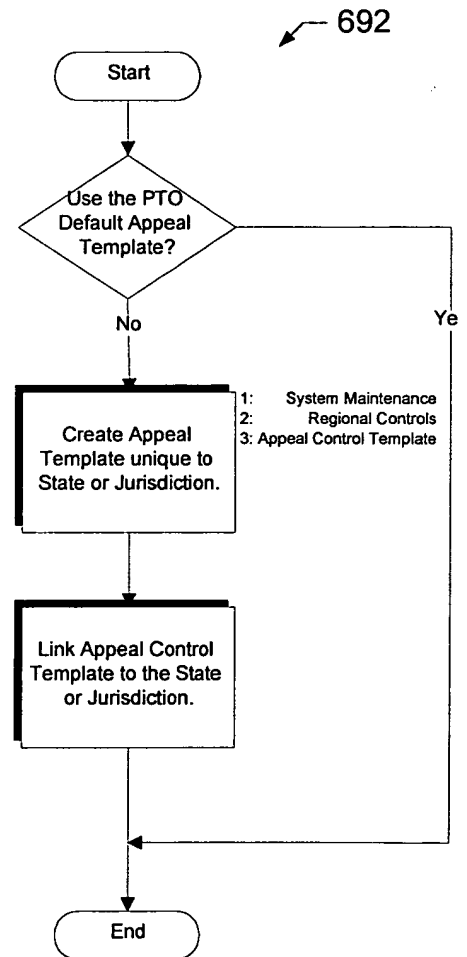 692
Start
Use the PTO
Default Appeal
Template?
No
Ye
Create Appeal
Template unique to
State or Jurisdiction.
1: System Maintenance
2: Regional Controls
3: Appeal Control Template
Link Appeal Control
Template to the State
or Jurisdiction.
End